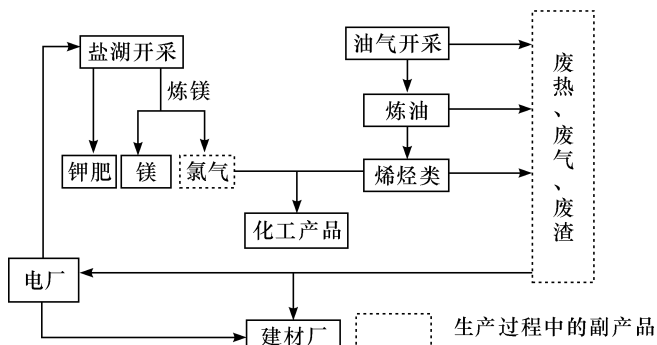 盐湖开采
油气开采
炼镁
炼油
钾肥
镁
氯气
烯烃类
废热、废气、废渣
化工产品
电厂
建材厂
生产过程中的副产品